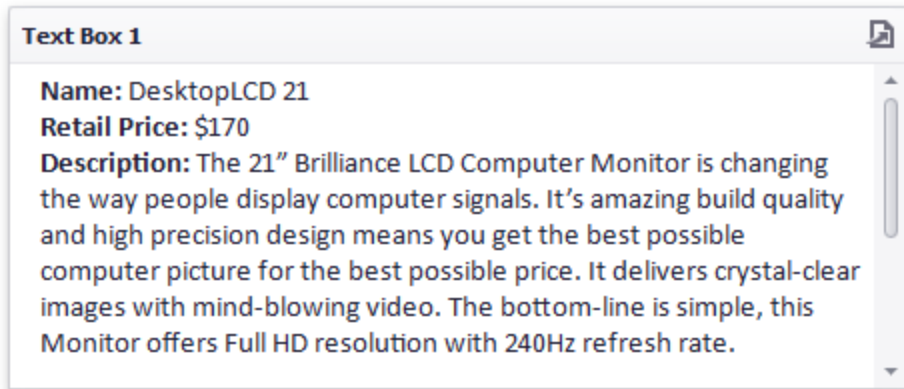 Text Box 1
Name: DesktopLCD 21
Retail Price: $170
Description: The 21” Brilliance LCD Computer Monitor is changing
the way people display computer signals. It’s amazing build quality
and high precision design means you get the best possible
computer picture for the best possible price. It delivers crystal-clear
images with mind-blowing video. The bottom-line is simple, this
Monitor offers Full HD resolution with 240Hz refresh rate.